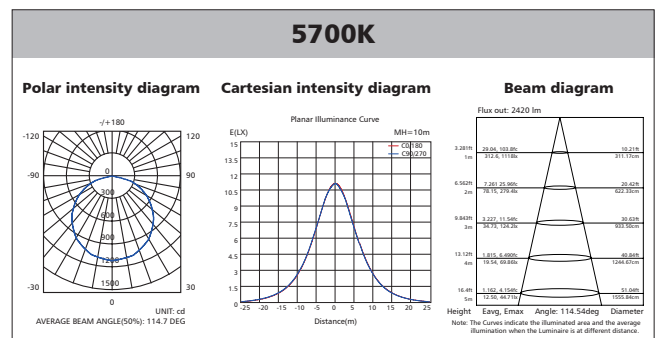 5700K
Polar intensity diagram
Cartesian intensity diagram
Beam diagram
-/+180
-120
120
-90
90
-30
30
0
0
300
600
900
1200
1500
UNIT: cd
AVERAGE BEAM ANGLE(50%): 114.7 DEG
Planar Illuminance Curve
E(LX)
MH=10m
C0/180
C90/270
15
13.5
12
10.5
9
7.5
6
4.5
3
1.5
0
-25 -20 -15 -10 -5 0 5 10 15 20 25
Distance(m)
Flux out: 2420 lm
3.281ft 29.04, 103.8fc 10.21ft
1m 312.6, 1118lx 311.17cm
6.562ft 7.261 25.96fc 20.42ft
2m 78.15, 279.4lx 622.33cm
9.843ft 3.227, 11.54fc 30.63ft
3m 34.73, 124.2lx 933.50cm
13.12ft 1.815, 6.490fc 40.84ft
4m 19.54, 69.86lx 1244.67cm
16.4ft 1.162, 4.154fc 51.04ft
5m 12.50, 44.71lx 1555.84cm
Height Eavg, Emax Angle: 114.54deg Diameter
Note: The Curves indicate the illuminated area and the average
illumination when the Luminaire is at different distance.